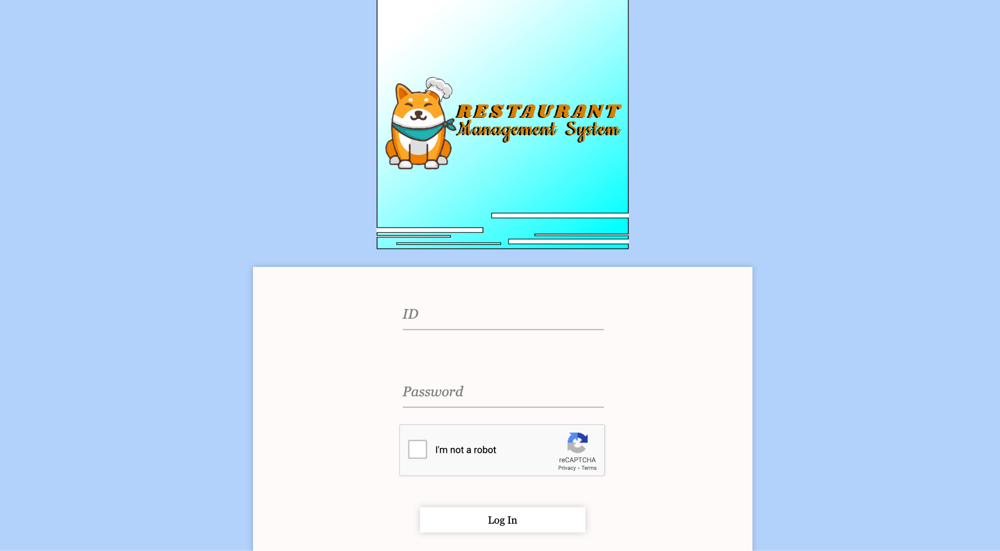 RESTAURANT
Management System
ID
Password
I'm not a robot
reCAPTCHA
Privacy - Terms
Log In